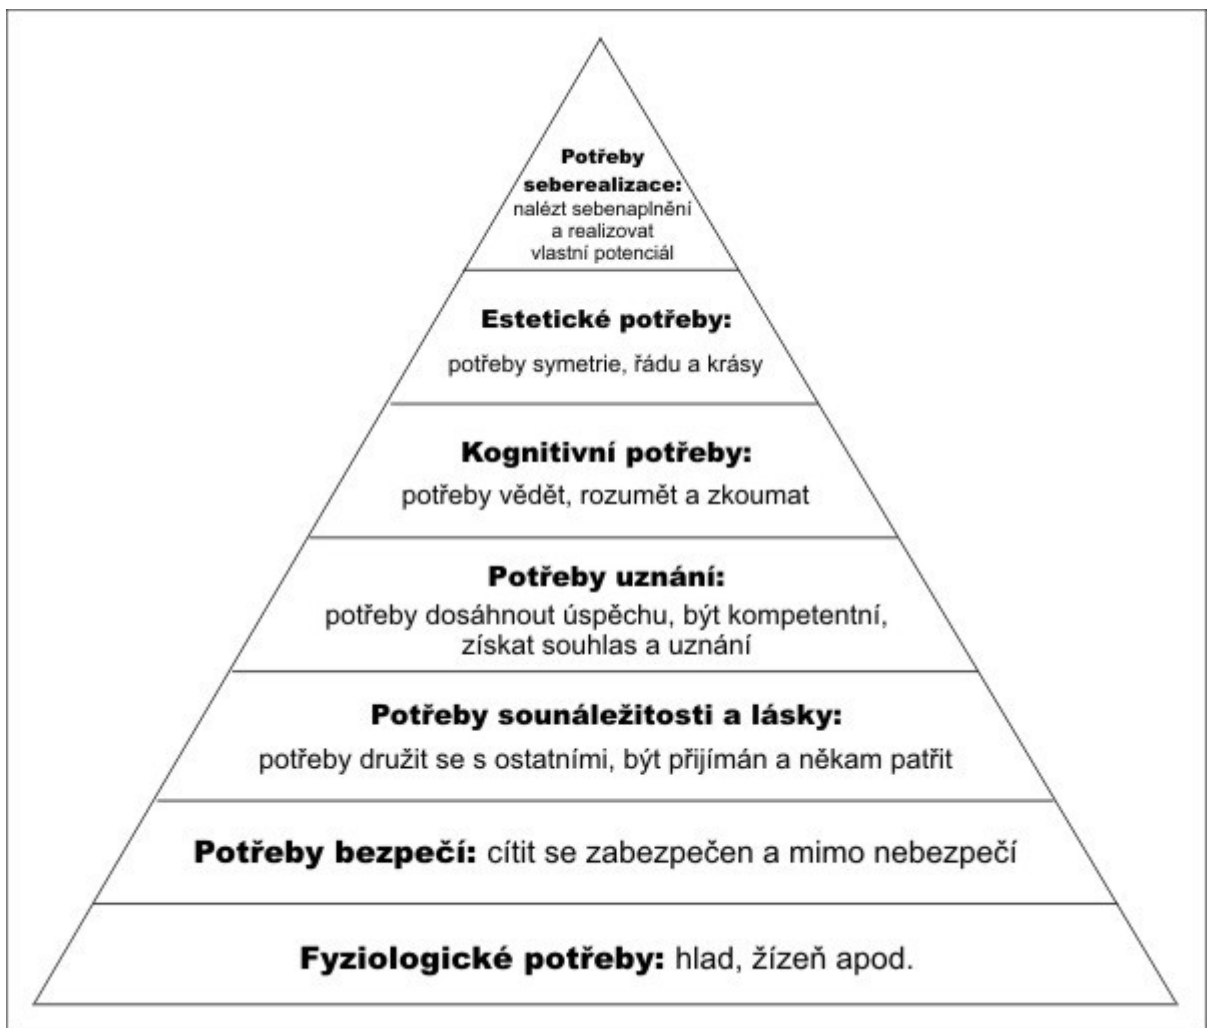 Potřeby
seberealizace:
nalézt sebenaplnění
a realizovat
vlastní potenciál
Estetické potřeby:
potřeby symetrie, řádu a krásy
Kognitivní potřeby:
potřeby vědět, rozumět a zkoumat
Potřeby uznání:
potřeby dosáhnout úspěchu, být kompetentní,
získat souhlas a uznání
Potřeby sounáležitosti a lásky:
potřeby družit se s ostatními, být přijímán a někam patřit
Potřeby bezpečí: cítit se zabezpečen a mimo nebezpečí
Fyziologické potřeby: hlad, žízeň apod.